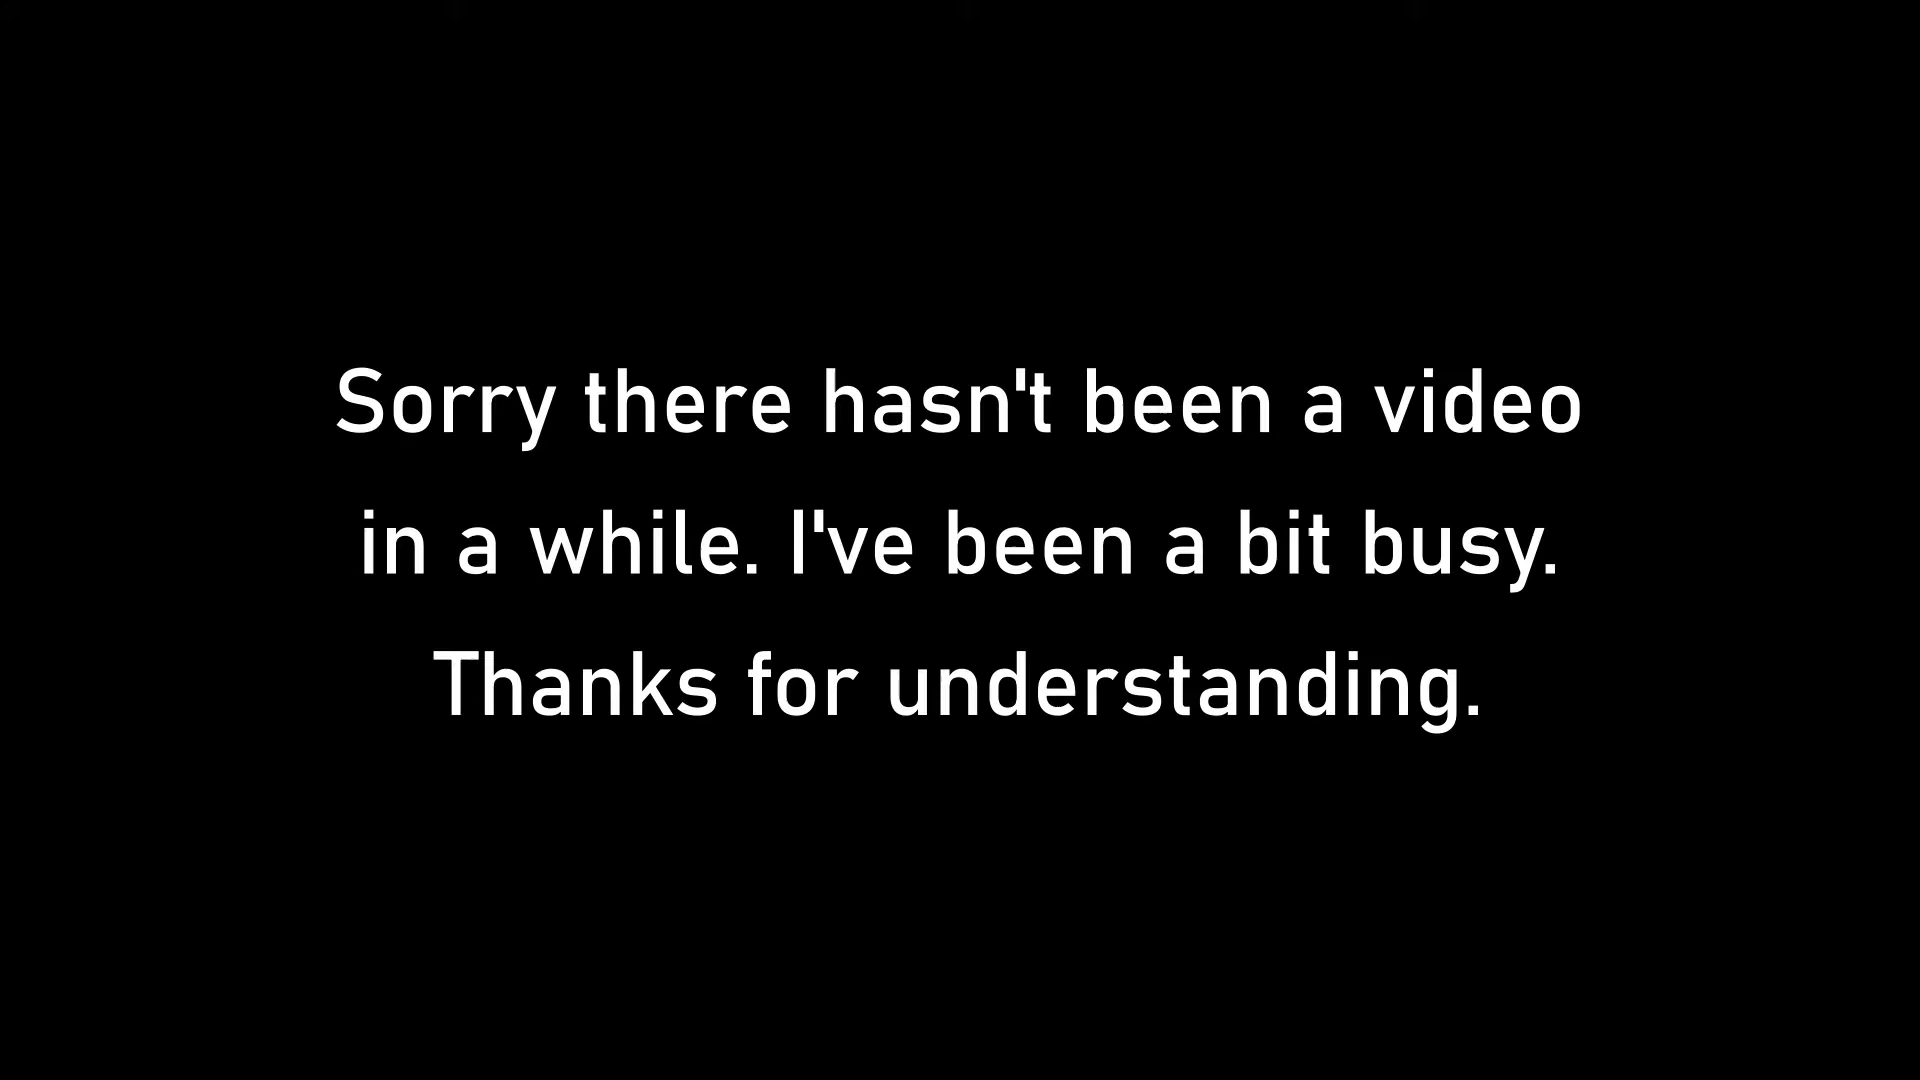 Sorry there hasn't been a video
in a while. I've been a bit busy.
Thanks for understanding.